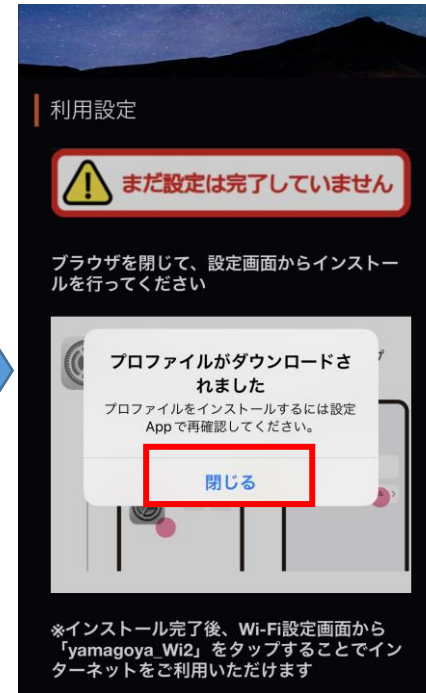 利用設定
まだ設定は完了していません
ブラウザを閉じて、設定画面からインストー
ルを行ってください
プロファイルがダウンロードさ
れました
プロファイルをインストールするには設定
Appで再確認してください。
閉じる
※インストール完了後、Wi-Fi設定画面から
「yamagoya_Wi2」をタップすることでイン
ターネットをご利用いただけます